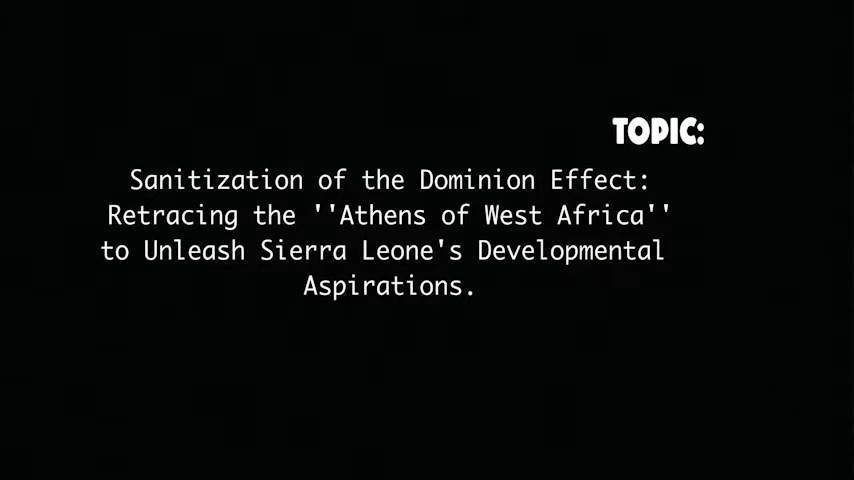 TOPIC:
Sanitization of the Dominion Effect:
Retracing the ''Athens of West Africa''
to Unleash Sierra Leone's Developmental
Aspirations.